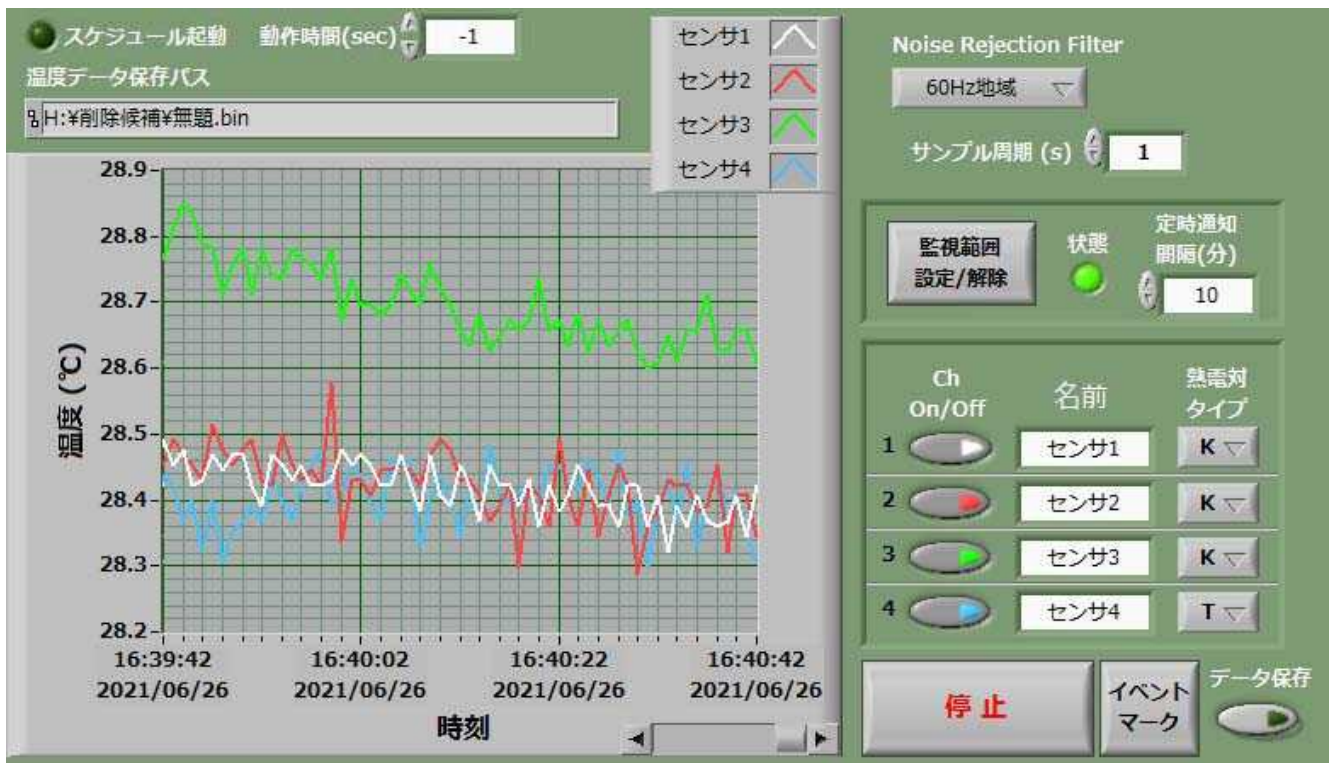 スケジュール起動 動作時間(sec) -1
温度データ保存パス
H:¥削除候補¥無題.bin
センサ1
センサ2
センサ3
センサ4
28.9
28.8
28.7
28.6
28.5
28.4
28.3
28.2
温度 (℃)
16:39:42 16:40:02 16:40:22 16:40:42
2021/06/26 2021/06/26 2021/06/26 2021/06/26
時刻
Noise Rejection Filter
60Hz地域
サンプル周期 (s) 1
監視範囲
設定/解除
状態
定時通知
間隔(分)
10
Ch
On/Off
名前
熱電対
タイプ
1 センサ1 K
2 センサ2 K
3 センサ3 K
4 センサ4 T
停止
イベント
マーク
データ保存